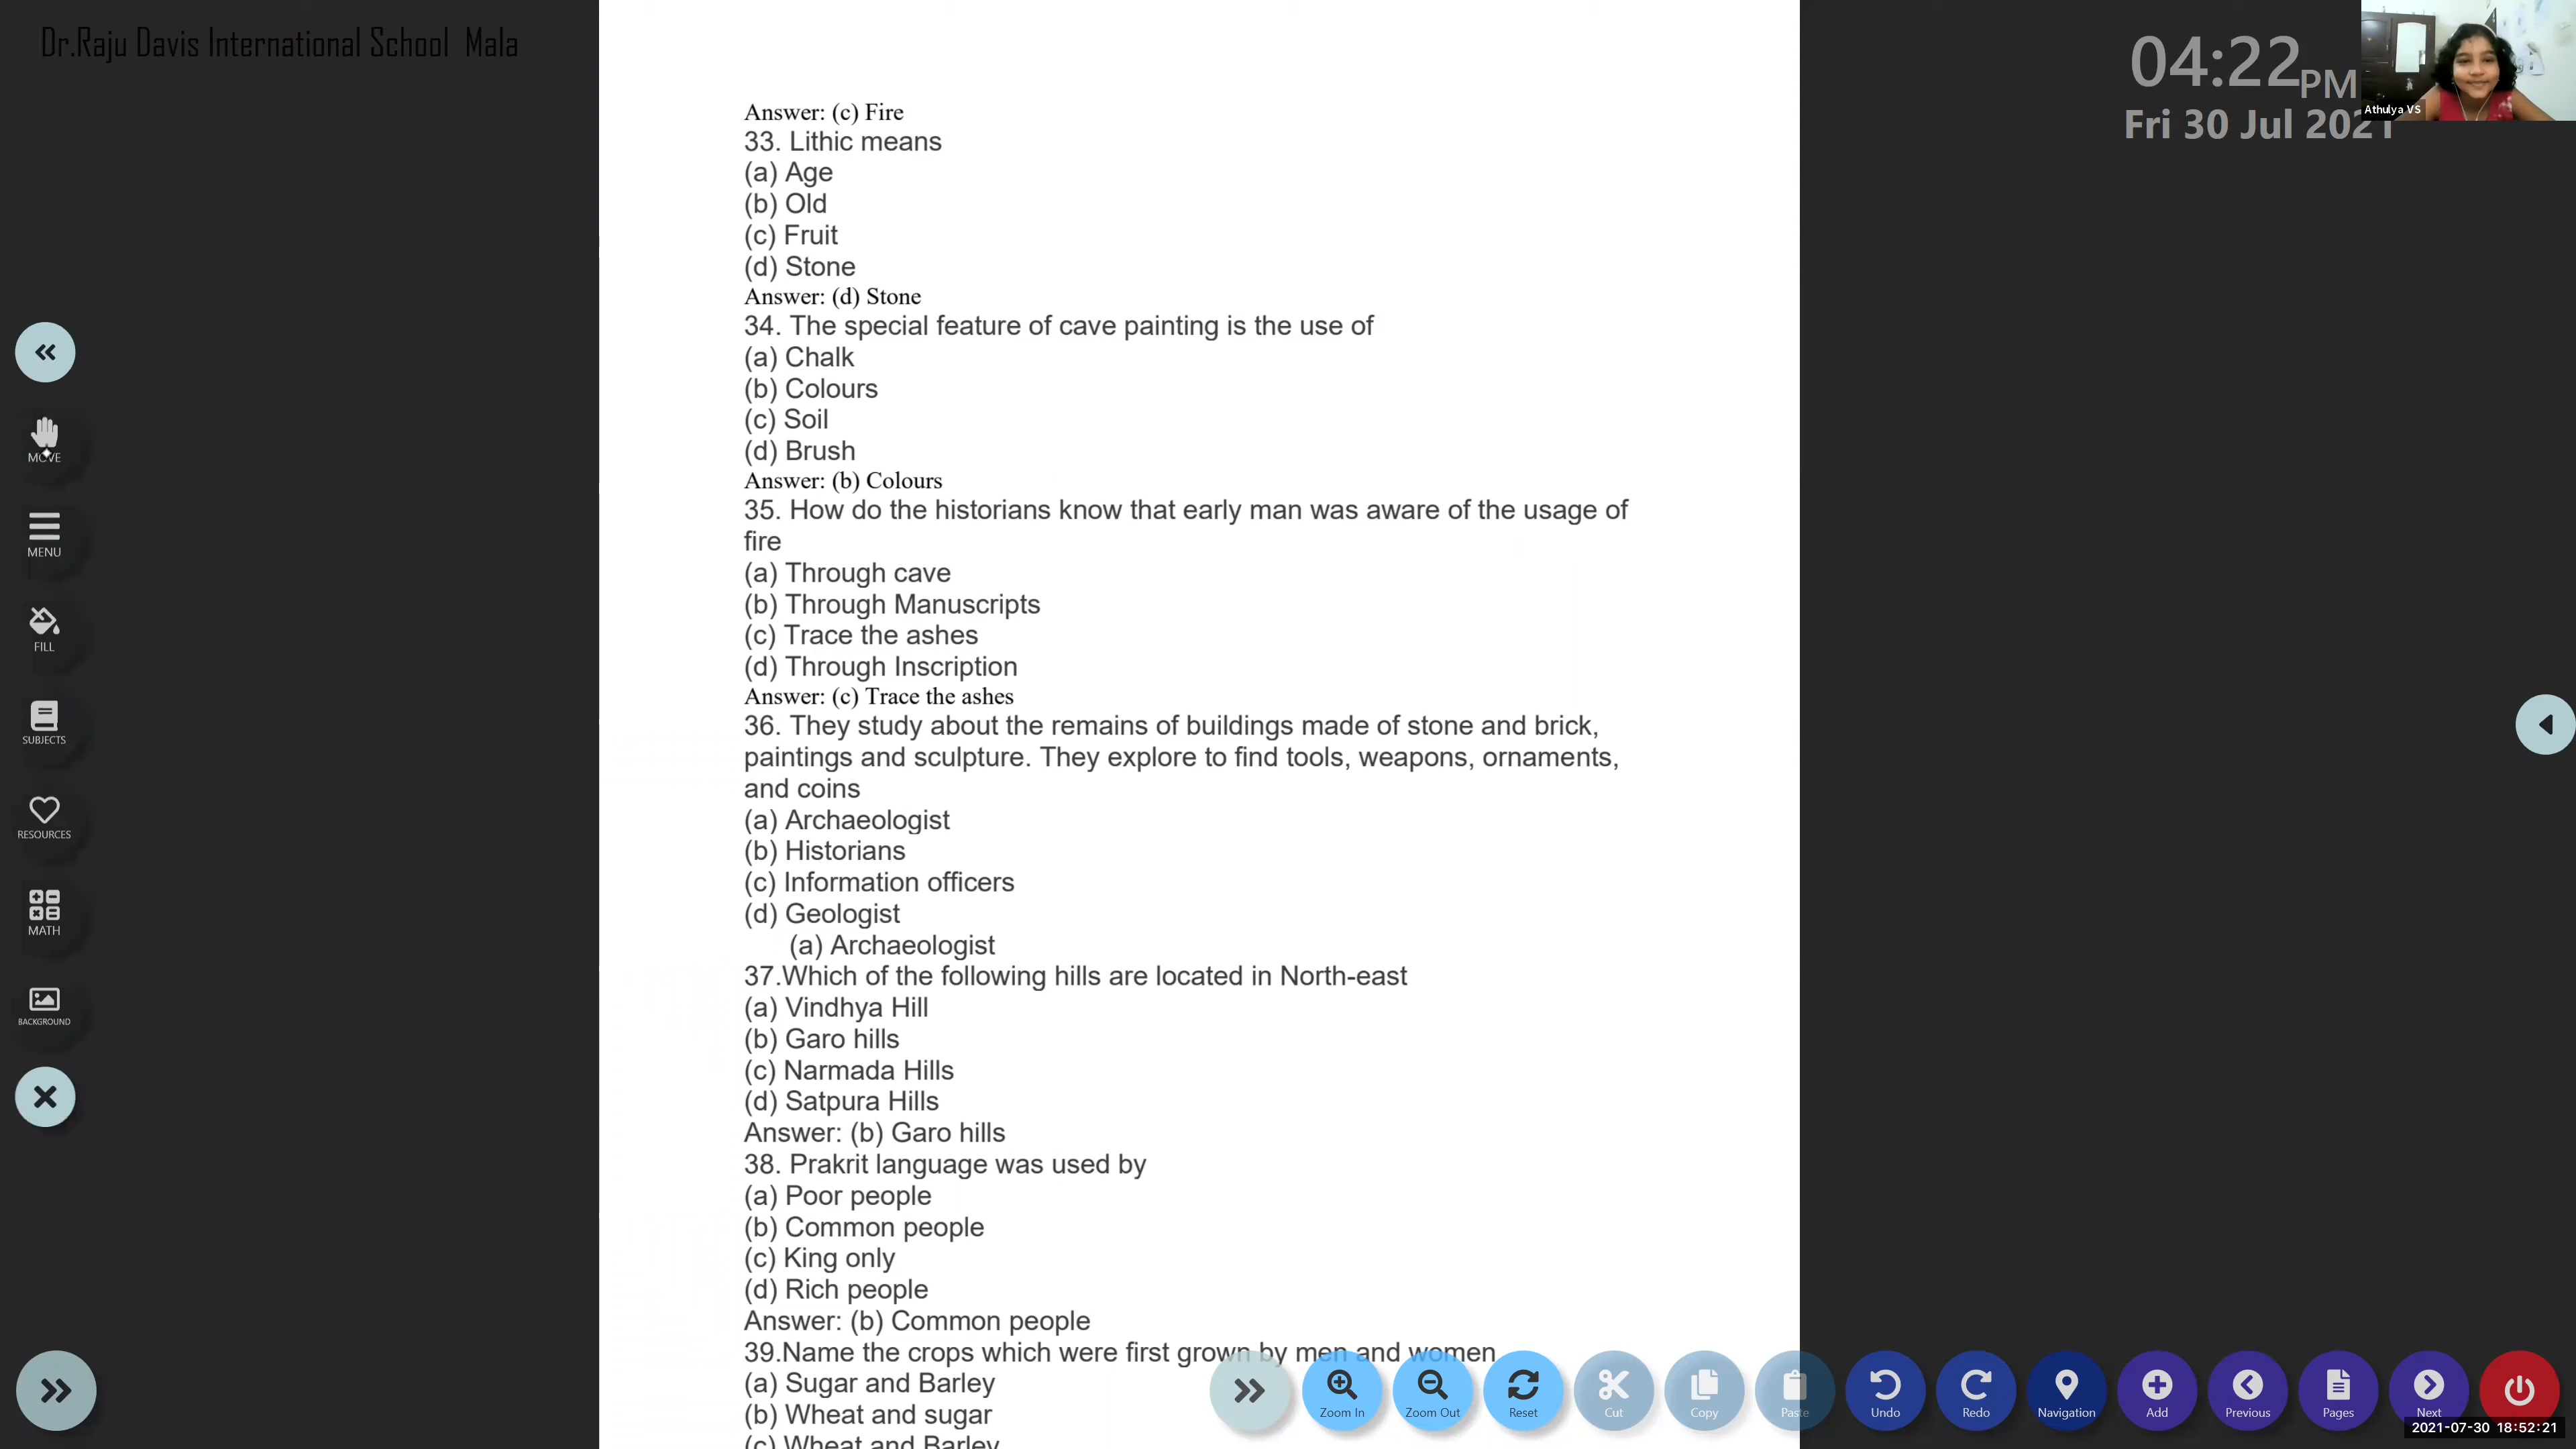 Dr.Raju Davis International School Mala
04:22 PM
Fri 30 Jul 2021
Athulya VS
Answer: (c) Fire
33. Lithic means
(a) Age
(b) Old
(c) Fruit
(d) Stone
Answer: (d) Stone
34. The special feature of cave painting is the use of
(a) Chalk
(b) Colours
(c) Soil
(d) Brush
Answer: (b) Colours
35. How do the historians know that early man was aware of the usage of
fire
(a) Through cave
(b) Through Manuscripts
(c) Trace the ashes
(d) Through Inscription
Answer: (c) Trace the ashes
36. They study about the remains of buildings made of stone and brick,
paintings and sculpture. They explore to find tools, weapons, ornaments,
and coins
(a) Archaeologist
(b) Historians
(c) Information officers
(d) Geologist
(a) Archaeologist
37.Which of the following hills are located in North-east
(a) Vindhya Hill
(b) Garo hills
(c) Narmada Hills
(d) Satpura Hills
Answer: (b) Garo hills
38. Prakrit language was used by
(a) Poor people
(b) Common people
(c) King only
(d) Rich people
Answer: (b) Common people
39.Name the crops which were first grown by men and women
(a) Sugar and Barley
(b) Wheat and sugar
(c) Wheat and Barley
MOVE
MENU
FILL
SUBJECTS
RESOURCES
MATH
BACKGROUND
Zoom In
Zoom Out
Reset
Cut
Copy
Paste
Undo
Redo
Navigation
Add
Previous
Pages
Next
2021-07-30 18:52:21